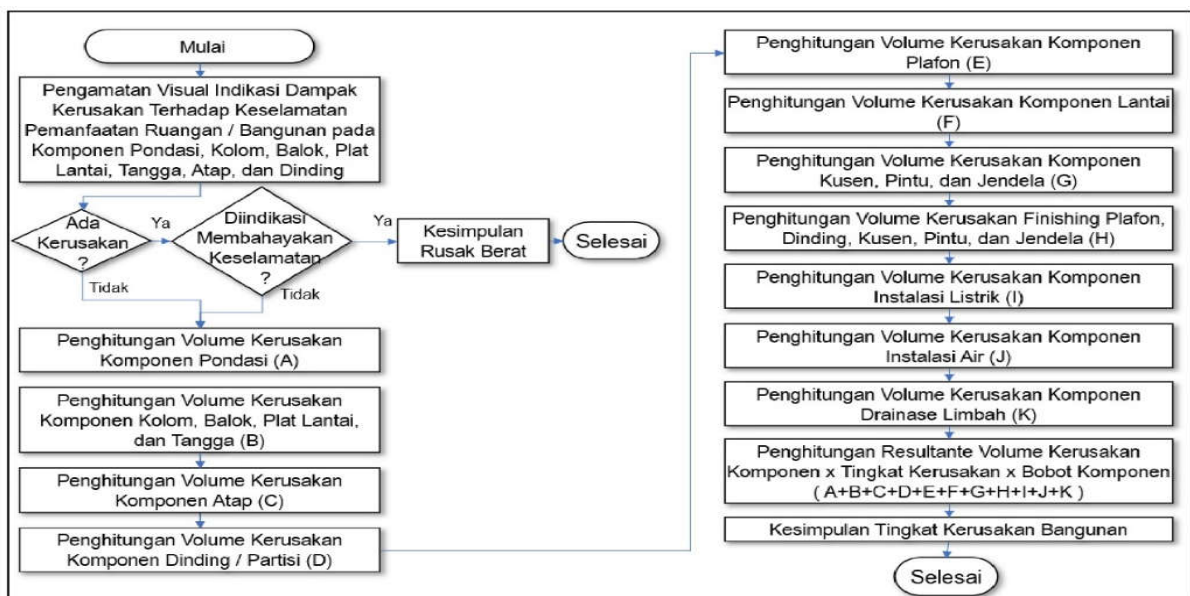 Mulai
Pengamatan Visual Indikasi Dampak
Kerusakan Terhadap Keselamatan
Pemanfaatan Ruangan / Bangunan pada
Komponen Pondasi, Kolom, Balok, Plat
Lantai, Tangga, Atap, dan Dinding
Ada
Kerusakan
?
Ya
Tidak
Diindikasi
Membahayakan
Keselamatan
?
Ya
Tidak
Kesimpulan
Rusak Berat
Selesai
Penghitungan Volume Kerusakan
Komponen Pondasi (A)
Penghitungan Volume Kerusakan
Komponen Kolom, Balok, Plat Lantai,
dan Tangga (B)
Penghitungan Volume Kerusakan
Komponen Atap (C)
Penghitungan Volume Kerusakan
Komponen Dinding / Partisi (D)
Penghitungan Volume Kerusakan Komponen
Plafon (E)
Penghitungan Volume Kerusakan Komponen Lantai
(F)
Penghitungan Volume Kerusakan Komponen
Kusen, Pintu, dan Jendela (G)
Penghitungan Volume Kerusakan Finishing Plafon,
Dinding, Kusen, Pintu, dan Jendela (H)
Penghitungan Volume Kerusakan Komponen
Instalasi Listrik (I)
Penghitungan Volume Kerusakan Komponen
Instalasi Air (J)
Penghitungan Volume Kerusakan Komponen
Drainase Limbah (K)
Penghitungan Resultante Volume Kerusakan
Komponen x Tingkat Kerusakan x Bobot Komponen
( A+B+C+D+E+F+G+H+I+J+K )
Kesimpulan Tingkat Kerusakan Bangunan
Selesai